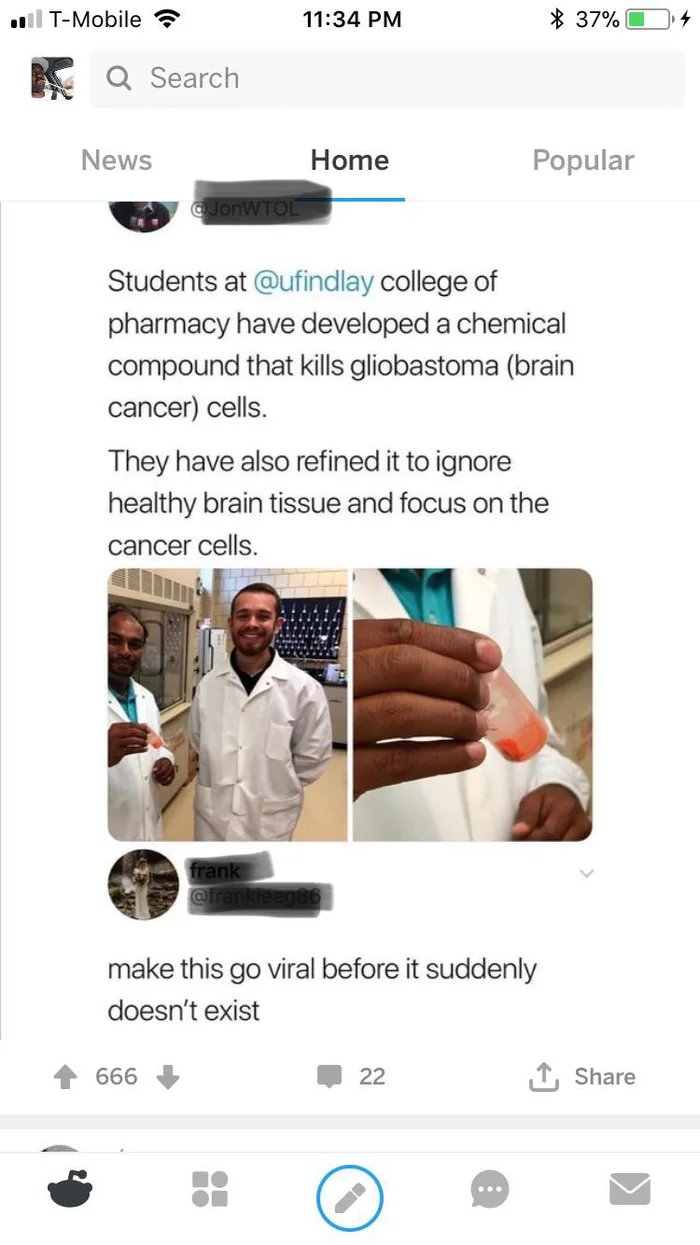 T-Mobile 11:34 PM 37%
Search
News Home Popular
@JonWTOL
Students at @ufindlay college of
pharmacy have developed a chemical
compound that kills gliobastoma (brain
cancer) cells.
They have also refined it to ignore
healthy brain tissue and focus on the
cancer cells.
frank
@frankieeg86
make this go viral before it suddenly
doesn't exist
666 22 Share